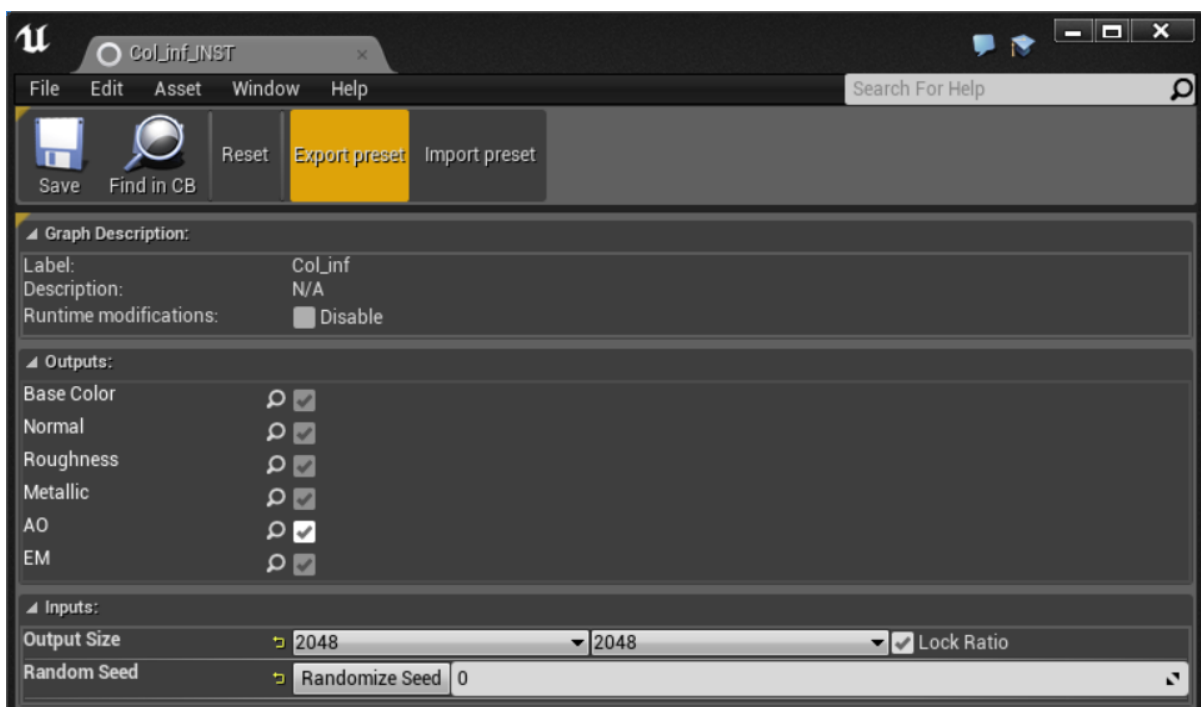 Col_inf_INST
File Edit Asset Window Help Search For Help
Save Find in CB Reset Export preset Import preset
Graph Description:
Label: Col_inf
Description: N/A
Runtime modifications: Disable
Outputs:
Base Color
Normal
Roughness
Metallic
AO
EM
Inputs:
Output Size 2048 2048 Lock Ratio
Random Seed Randomize Seed 0